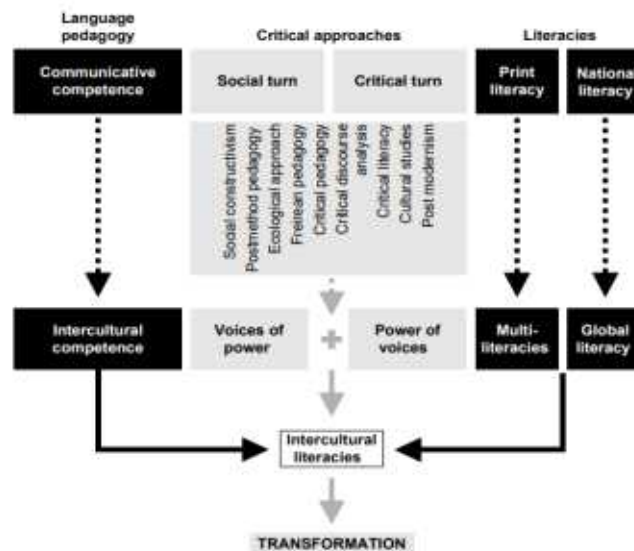 Language
pedagogy
Critical approaches
Literacies
Communicative
competence
Social turn
Critical turn
Print
literacy
National
literacy
Social constructivism
Postmethod pedagogy
Ecological approach
Freirean pedagogy
Critical pedagogy
Critical discourse
analysis
Critical literacy
Cultural studies
Post modernism
Intercultural
competence
Voices of
power
+
Power of
voices
Multi-
literacies
Global
literacy
Intercultural
literacies
TRANSFORMATION